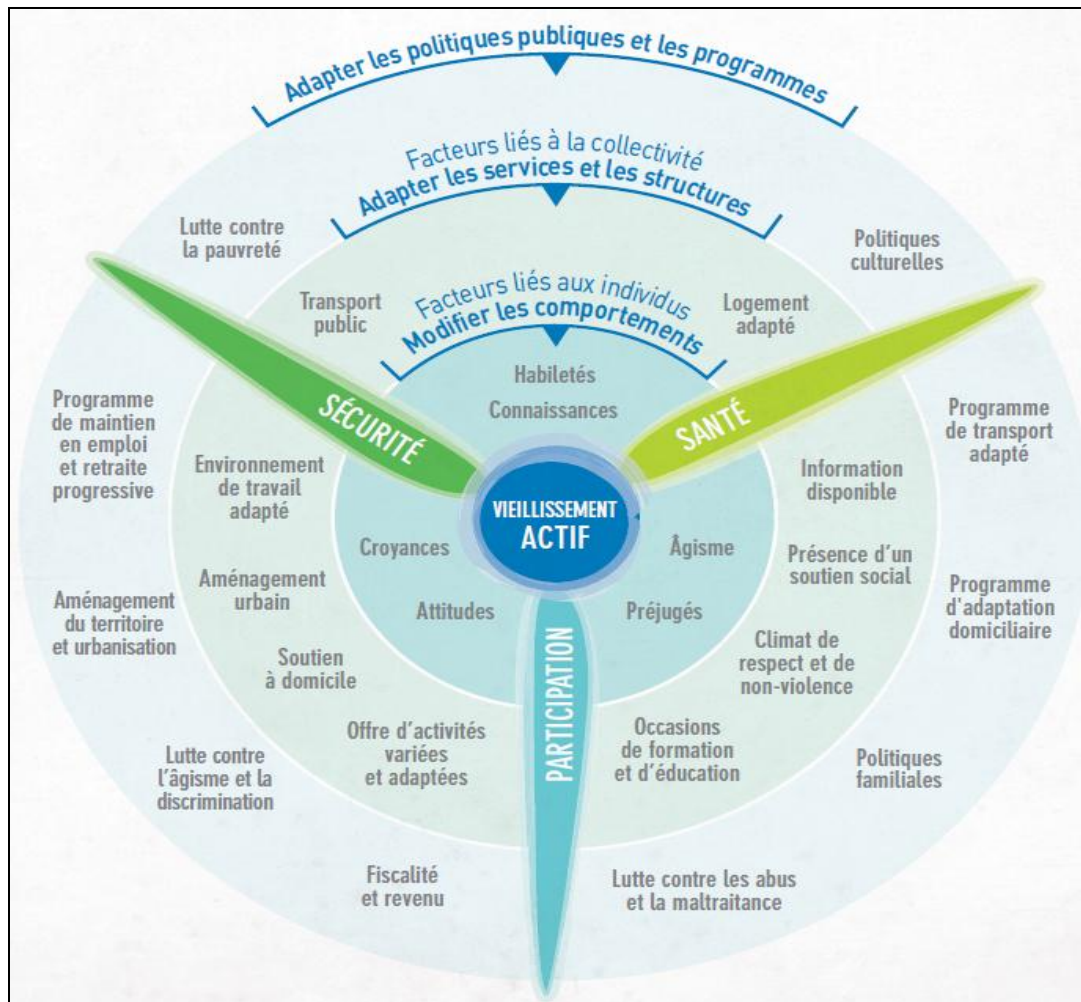 Adapter les politiques publiques et les programmes
Facteurs liés à la collectivité
Adapter les services et les structures
Facteurs liés aux individus
Modifier les comportements
Lutte contre
la pauvreté
Politiques
culturelles
Transport
public
Logement
adapté
Habiletés
Connaissances
SÉCURITÉ
SANTÉ
Programme
de maintien
en emploi
et retraite
progressive
Environnement
de travail
adapté
Information
disponible
Programme
de transport
adapté
VIEILLISSEMENT
ACTIF
Croyances
Âgisme
Attitudes
Préjugés
Aménagement
urbain
Présence d'un
soutien social
Aménagement
du territoire
et urbanisation
Programme
d'adaptation
domiciliaire
Soutien
à domicile
Climat de
respect et de
non-violence
PARTICIPATION
Offre d'activités
variées
et adaptées
Occasions
de formation
et d'éducation
Lutte contre
l'âgisme et la
discrimination
Politiques
familiales
Fiscalité
et revenu
Lutte contre les abus
et la maltraitance